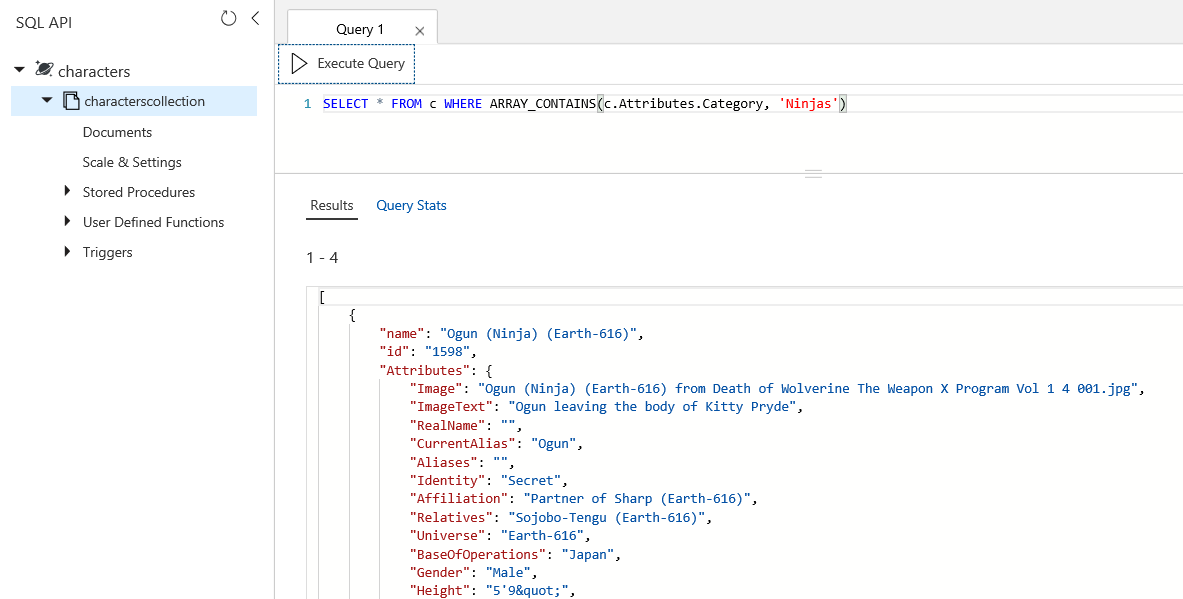 SQL API
characters
characterscollection
Documents
Scale & Settings
Stored Procedures
User Defined Functions
Triggers
Query 1
Execute Query
1 SELECT * FROM c WHERE ARRAY_CONTAINS(c.Attributes.Category, 'Ninjas')
Results Query Stats
1 - 4
[
{
"name": "Ogun (Ninja) (Earth-616)",
"id": "1598",
"Attributes": {
"Image": "Ogun (Ninja) (Earth-616) from Death of Wolverine The Weapon X Program Vol 1 4 001.jpg",
"ImageText": "Ogun leaving the body of Kitty Pryde",
"RealName": "",
"CurrentAlias": "Ogun",
"Aliases": "",
"Identity": "Secret",
"Affiliation": "Partner of Sharp (Earth-616)",
"Relatives": "Sojobo-Tengu (Earth-616)",
"Universe": "Earth-616",
"BaseOfOperations": "Japan",
"Gender": "Male",
"Height": "5'9&quot;",